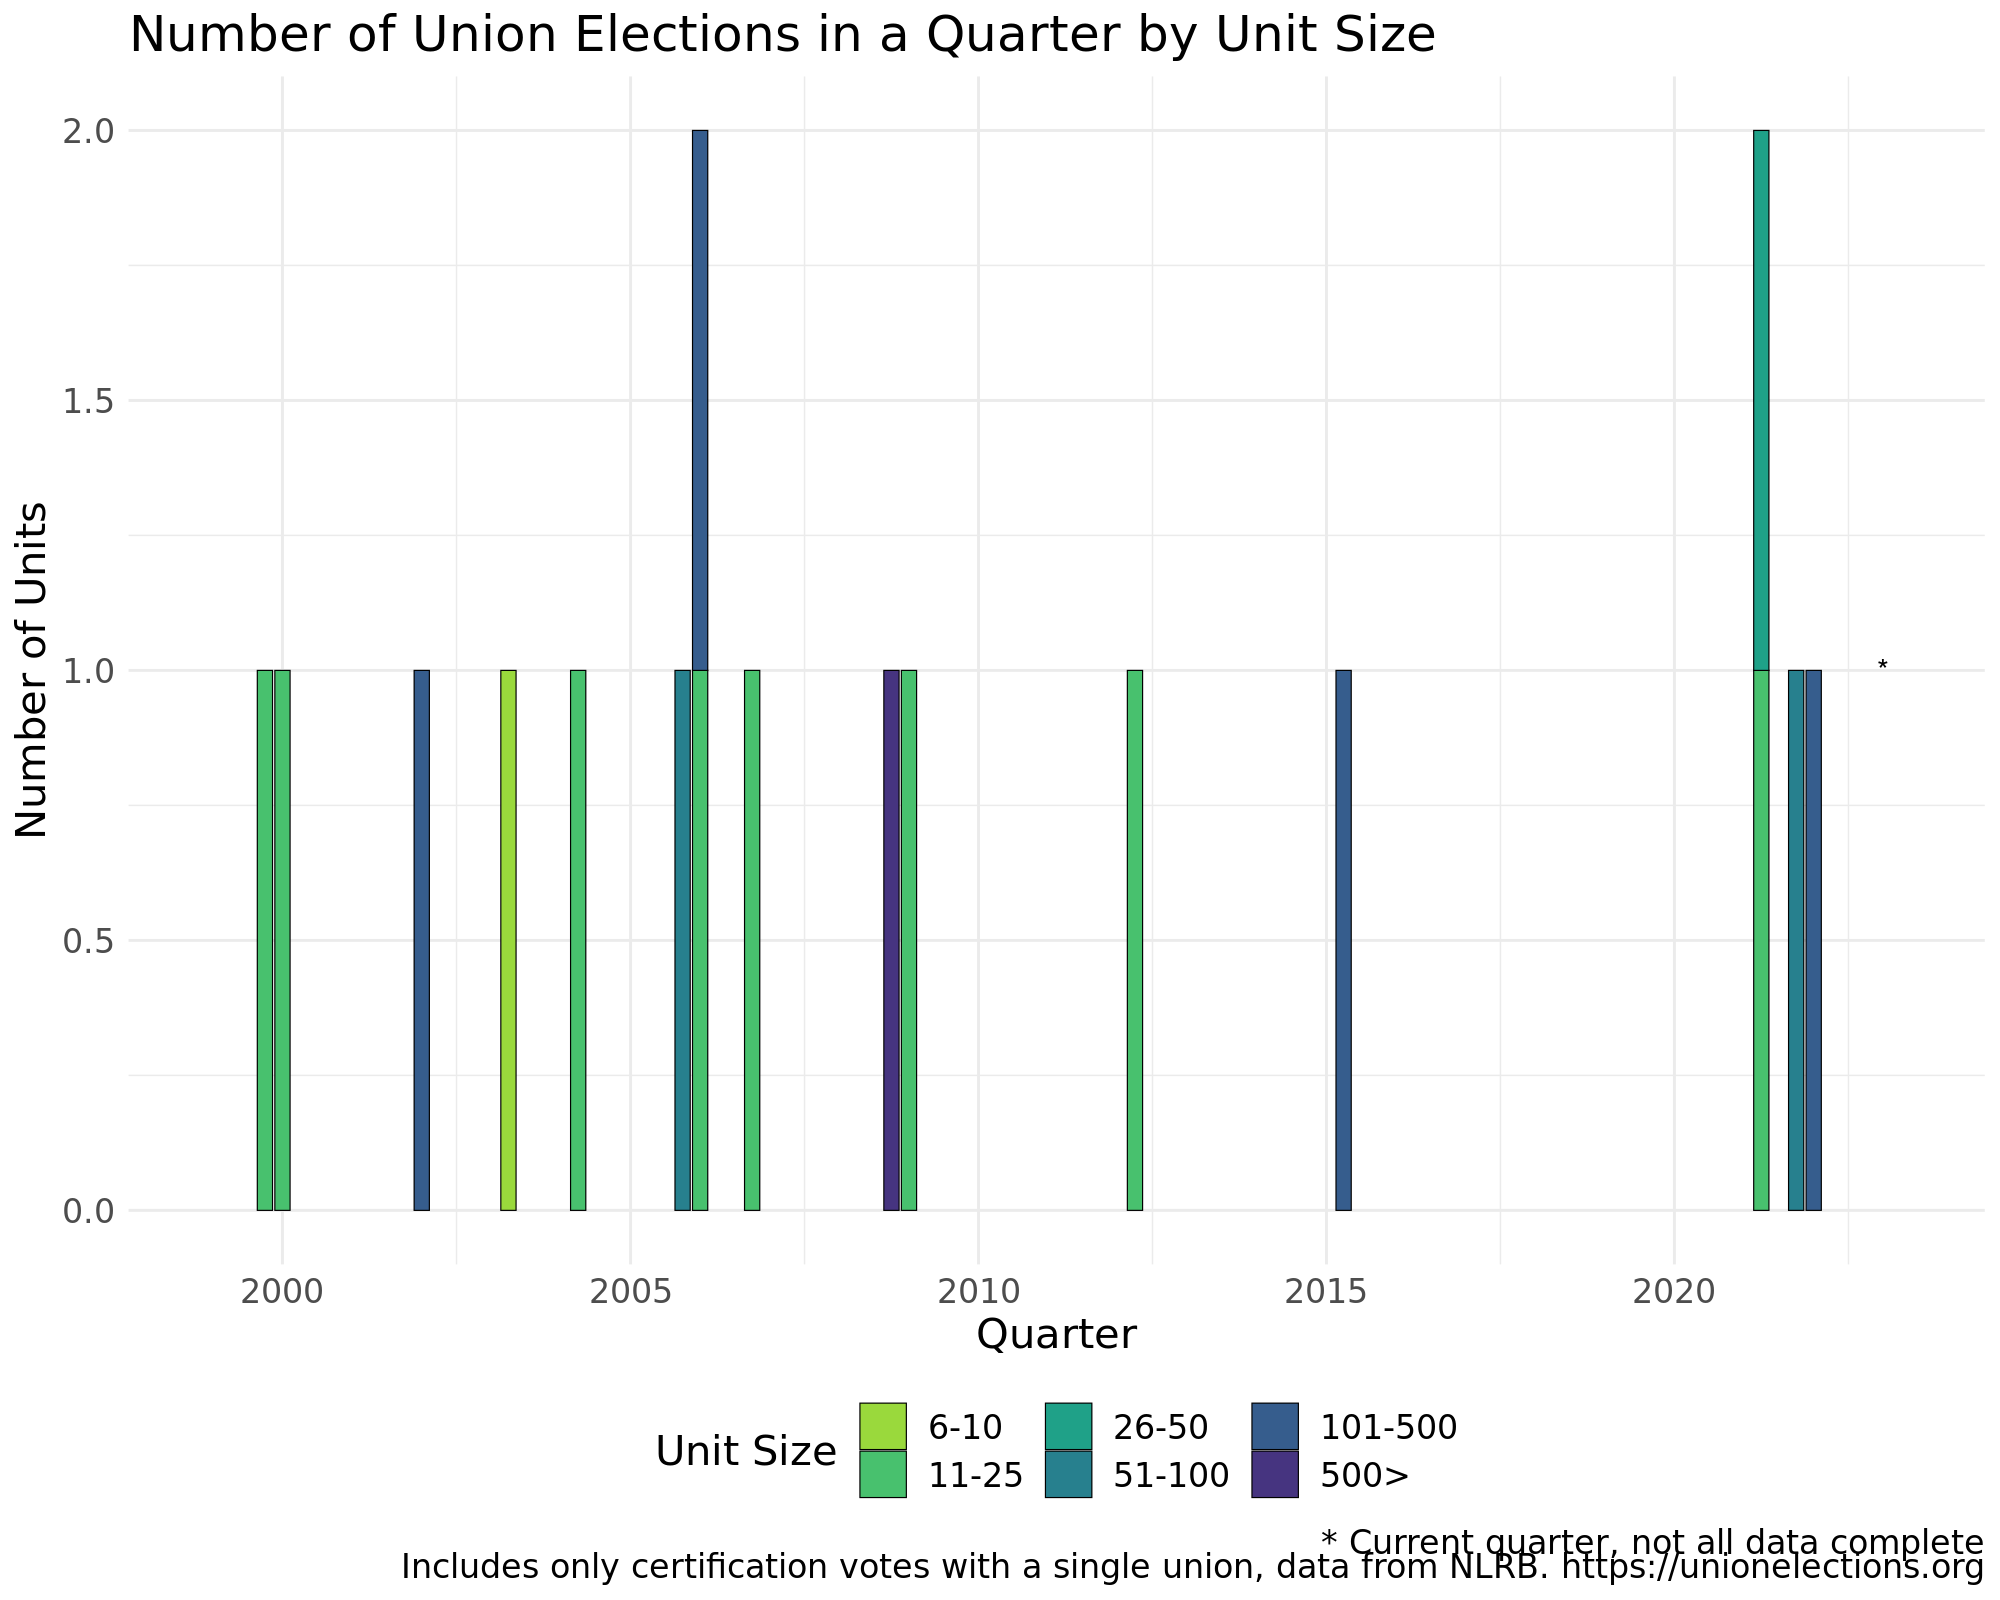 Number of Union Elections in a Quarter by Unit Size
Number of Units
2.0
1.5
1.0
0.5
0.0
*
2000 2005 2010 2015 2020
Quarter
Unit Size
6-10 26-50 101-500
11-25 51-100 500>
* Current quarter, not all data complete
Includes only certification votes with a single union, data from NLRB. https://unionelections.org